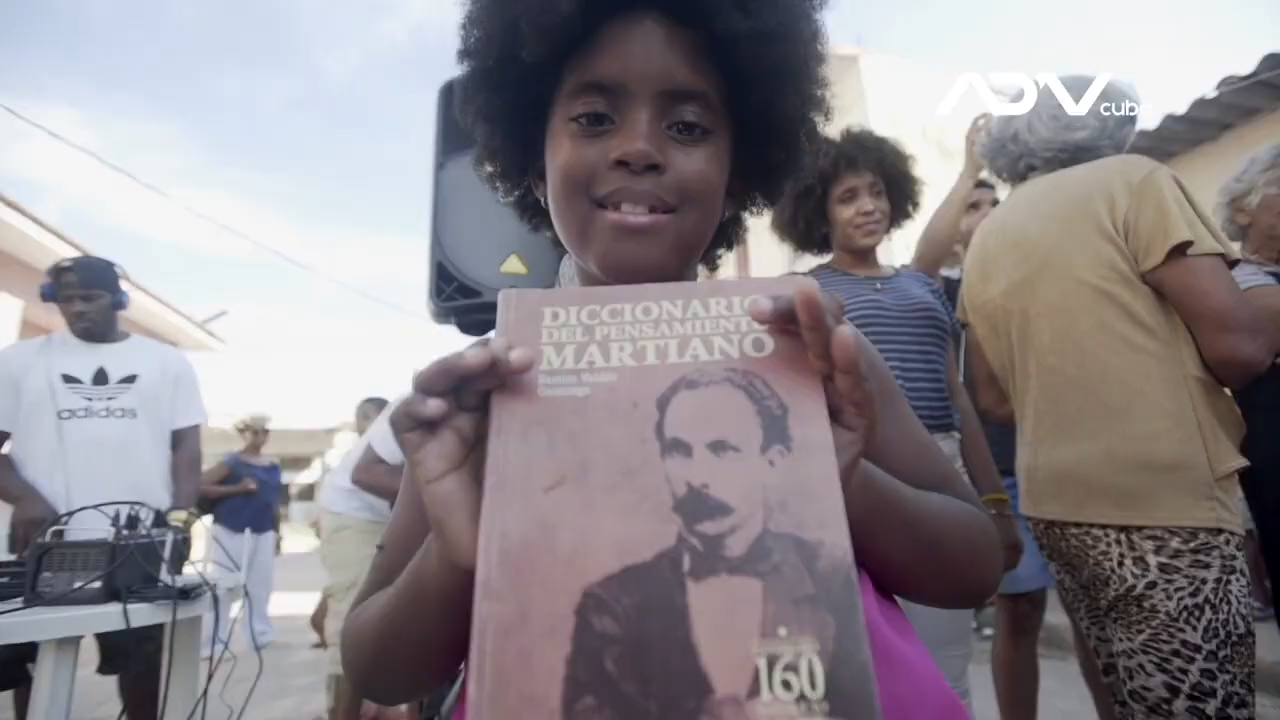 ADV
cuba
DICCIONARIO
DEL PENSAMIENTO
MARTIANO
adidas
160